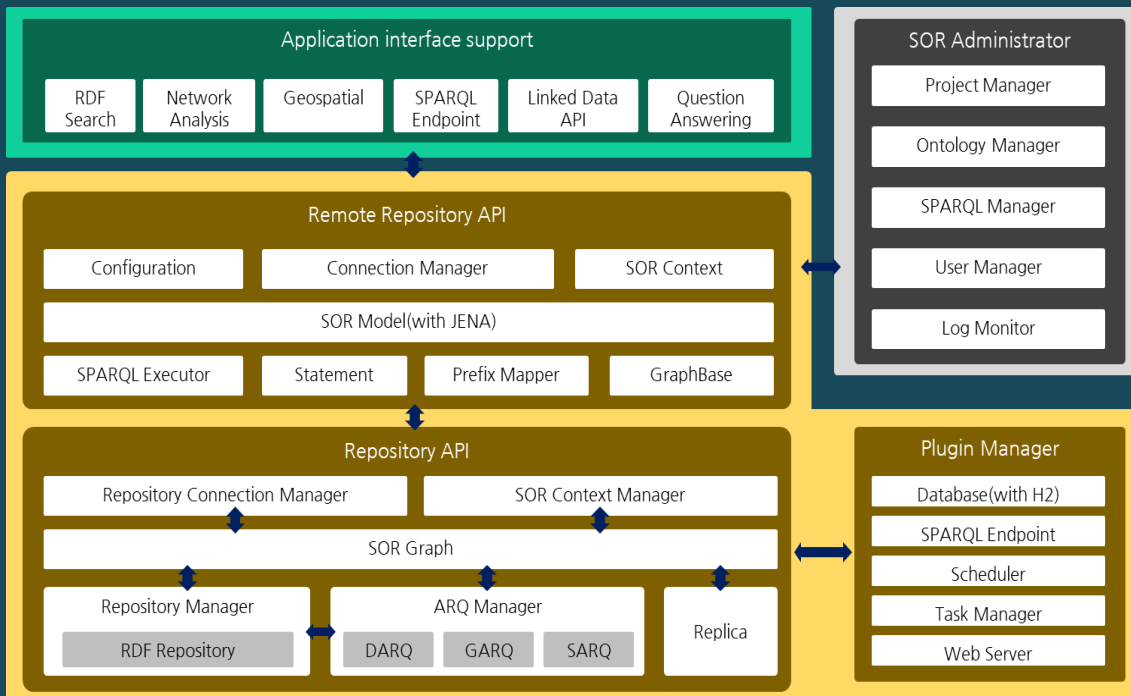 Application interface support
RDF
Search
Network
Analysis
Geospatial
SPARQL
Endpoint
Linked Data
API
Question
Answering
SOR Administrator
Project Manager
Ontology Manager
SPARQL Manager
User Manager
Log Monitor
Remote Repository API
Configuration
Connection Manager
SOR Context
SOR Model(with JENA)
SPARQL Executor
Statement
Prefix Mapper
GraphBase
Repository API
Repository Connection Manager
SOR Context Manager
SOR Graph
Repository Manager
RDF Repository
ARQ Manager
DARQ
GARQ
SARQ
Replica
Plugin Manager
Database(with H2)
SPARQL Endpoint
Scheduler
Task Manager
Web Server